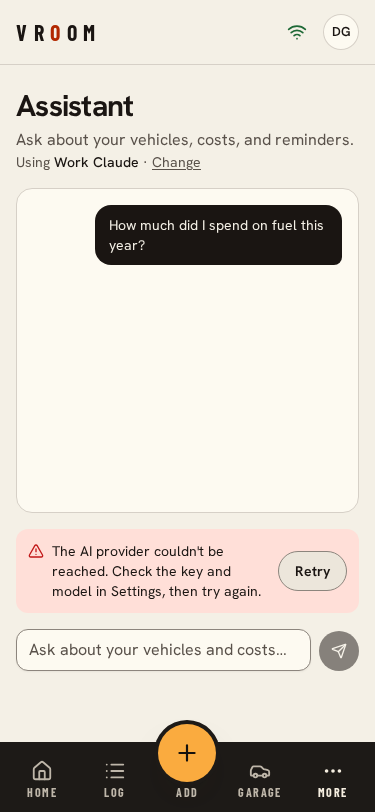 VROOM
DG
Assistant
Ask about your vehicles, costs, and reminders.
Using Work Claude · Change
How much did I spend on fuel this
year?
The AI provider couldn't be
reached. Check the key and
model in Settings, then try again.
Retry
Ask about your vehicles and costs...
HOME
LOG
ADD
GARAGE
MORE